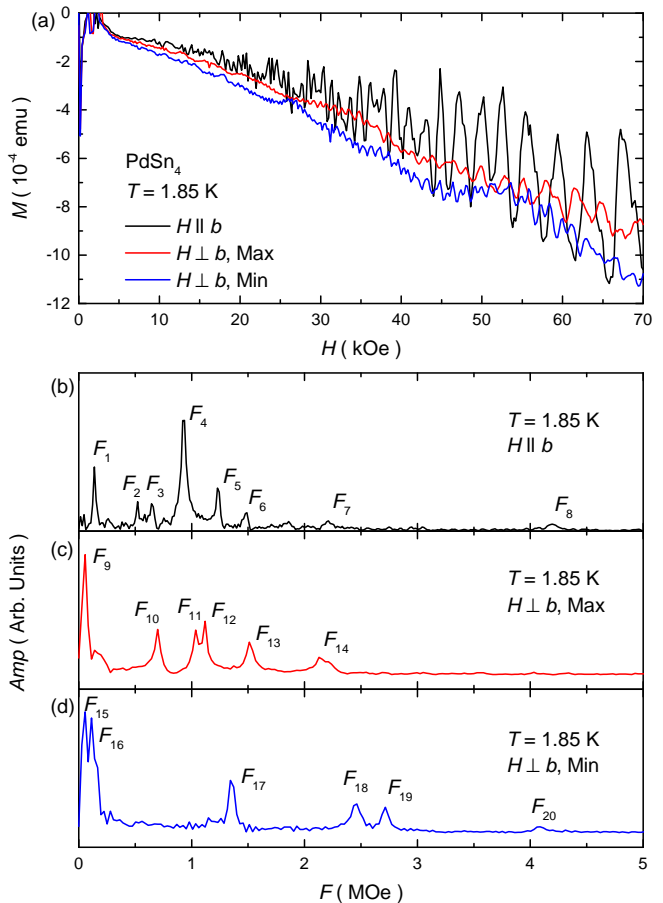 (a)
0
-2
-4
-6
-8
-10
-12
M ( 10⁻⁴ emu )
PdSn₄
T = 1.85 K
H || b
H ⊥ b, Max
H ⊥ b, Min
0 10 20 30 40 50 60 70
H ( kOe )
(b)
F₁
F₂
F₃
F₄
F₅
F₆
F₇
F₈
T = 1.85 K
H || b
(c)
F₉
F₁₀
F₁₁
F₁₂
F₁₃
F₁₄
T = 1.85 K
H ⊥ b, Max
Amp ( Arb. Units )
(d)
F₁₅
F₁₆
F₁₇
F₁₈
F₁₉
F₂₀
T = 1.85 K
H ⊥ b, Min
0 1 2 3 4 5
F ( MOe )